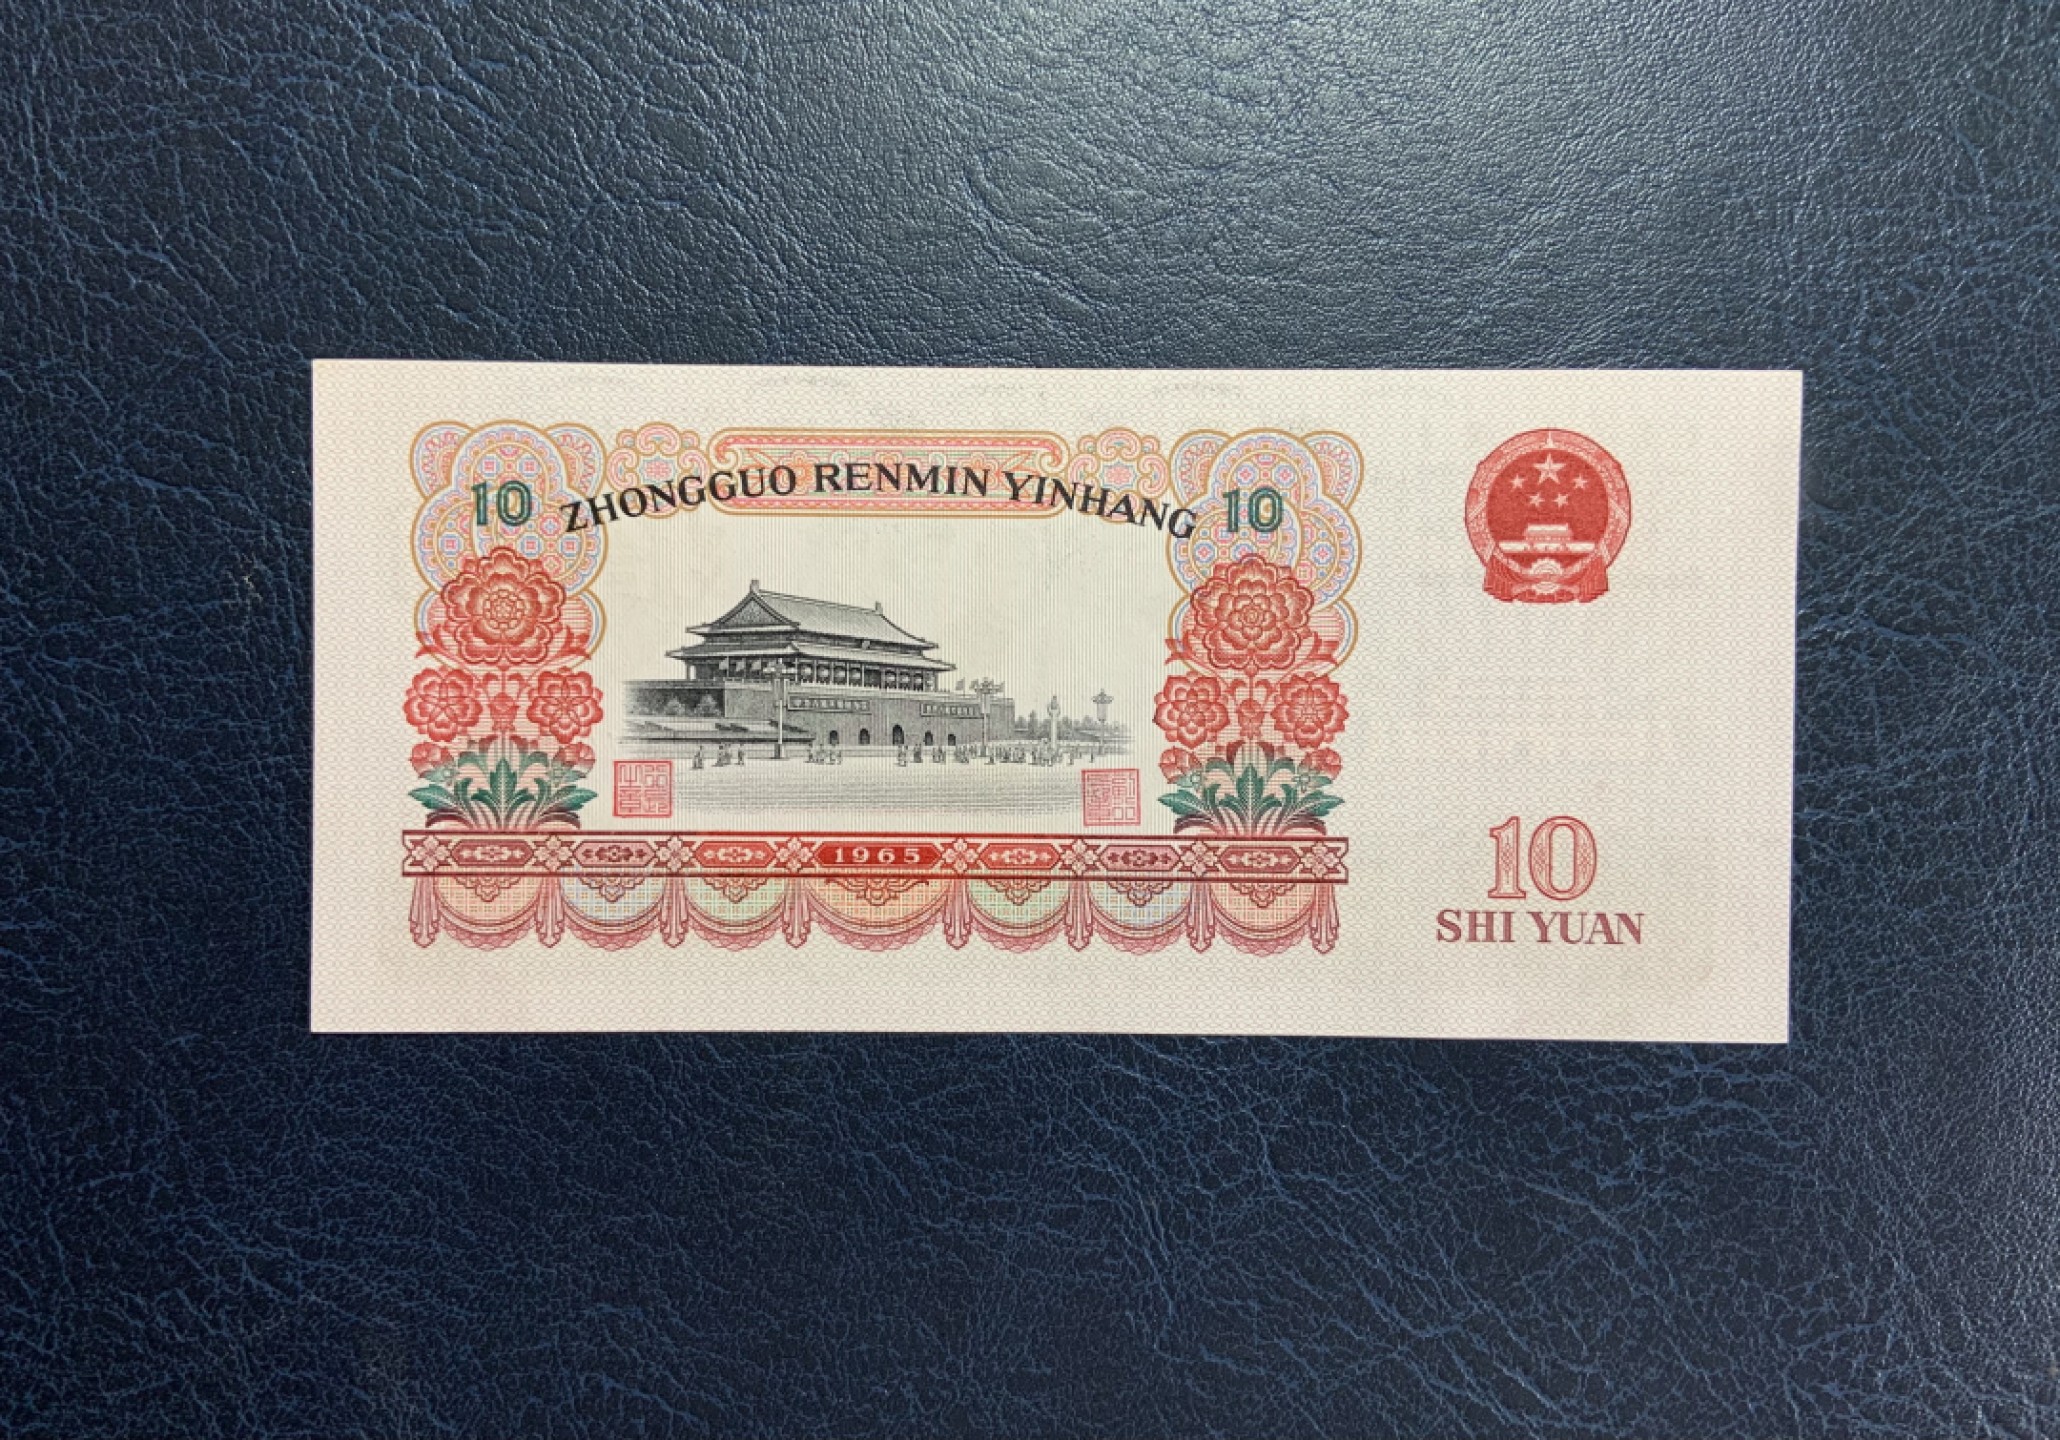 10 ZHONGGUO RENMIN YINHANG 10
1965
10
SHI YUAN